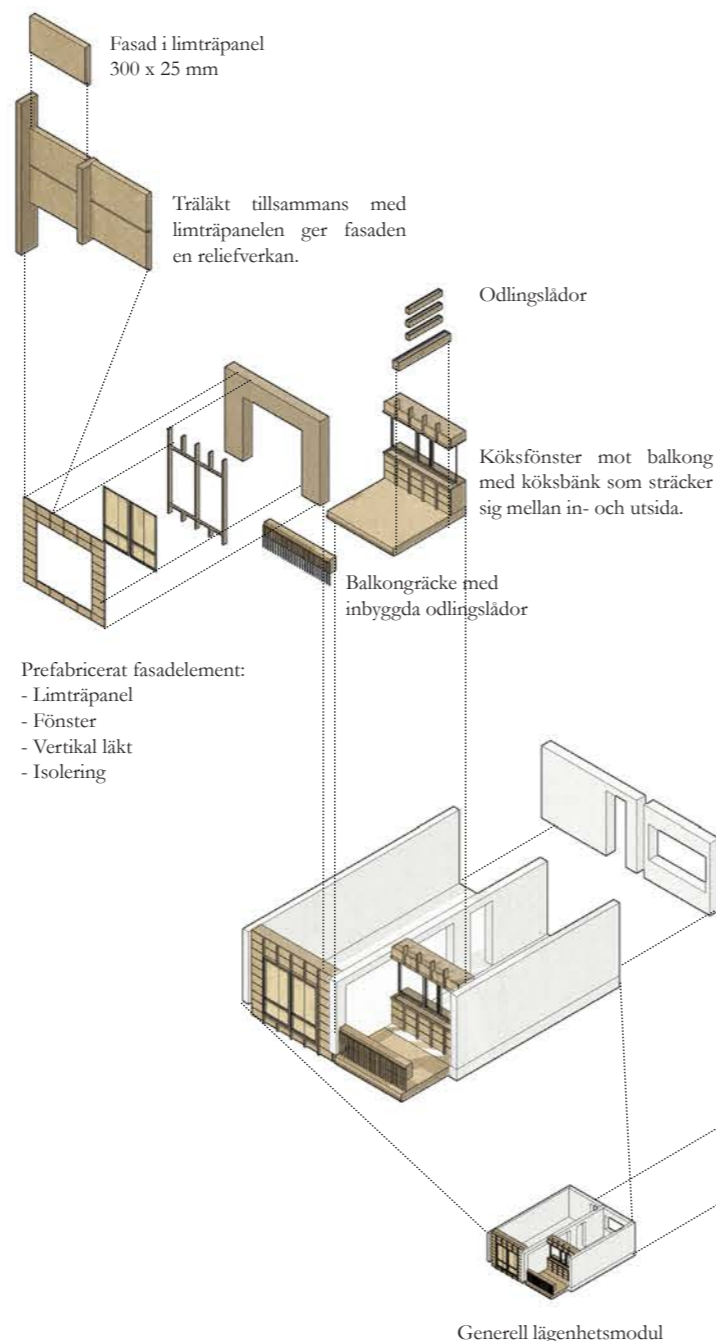 Fasad i limträpanel
300 x 25 mm
Träläkt tillsammans med
limträpanelen ger fasaden
en reliefverkan.
Odlingslådor
Köksfönster mot balkong
med köksbänk som sträcker
sig mellan in- och utsida.
Balkongräcke med
inbyggda odlingslådor
Prefabricerat fasadelement:
- Limträpanel
- Fönster
- Vertikal läkt
- Isolering
Generell lägenhetsmodul